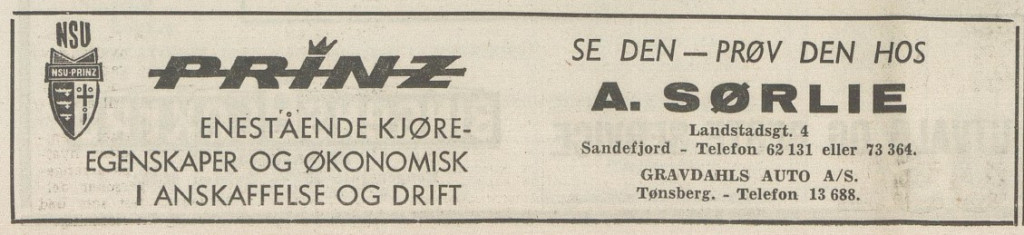 NSU
NSU-PRINZ
PRINZ
ENESTÅENDE KJØRE-
EGENSKAPER OG ØKONOMISK
I ANSKAFFELSE OG DRIFT
SE DEN — PRØV DEN HOS
A. SØRLIE
Landstadsgt. 4
Sandefjord - Telefon 62 131 eller 73 364.
GRAVDAHLS AUTO A/S.
Tønsberg. - Telefon 13 688.